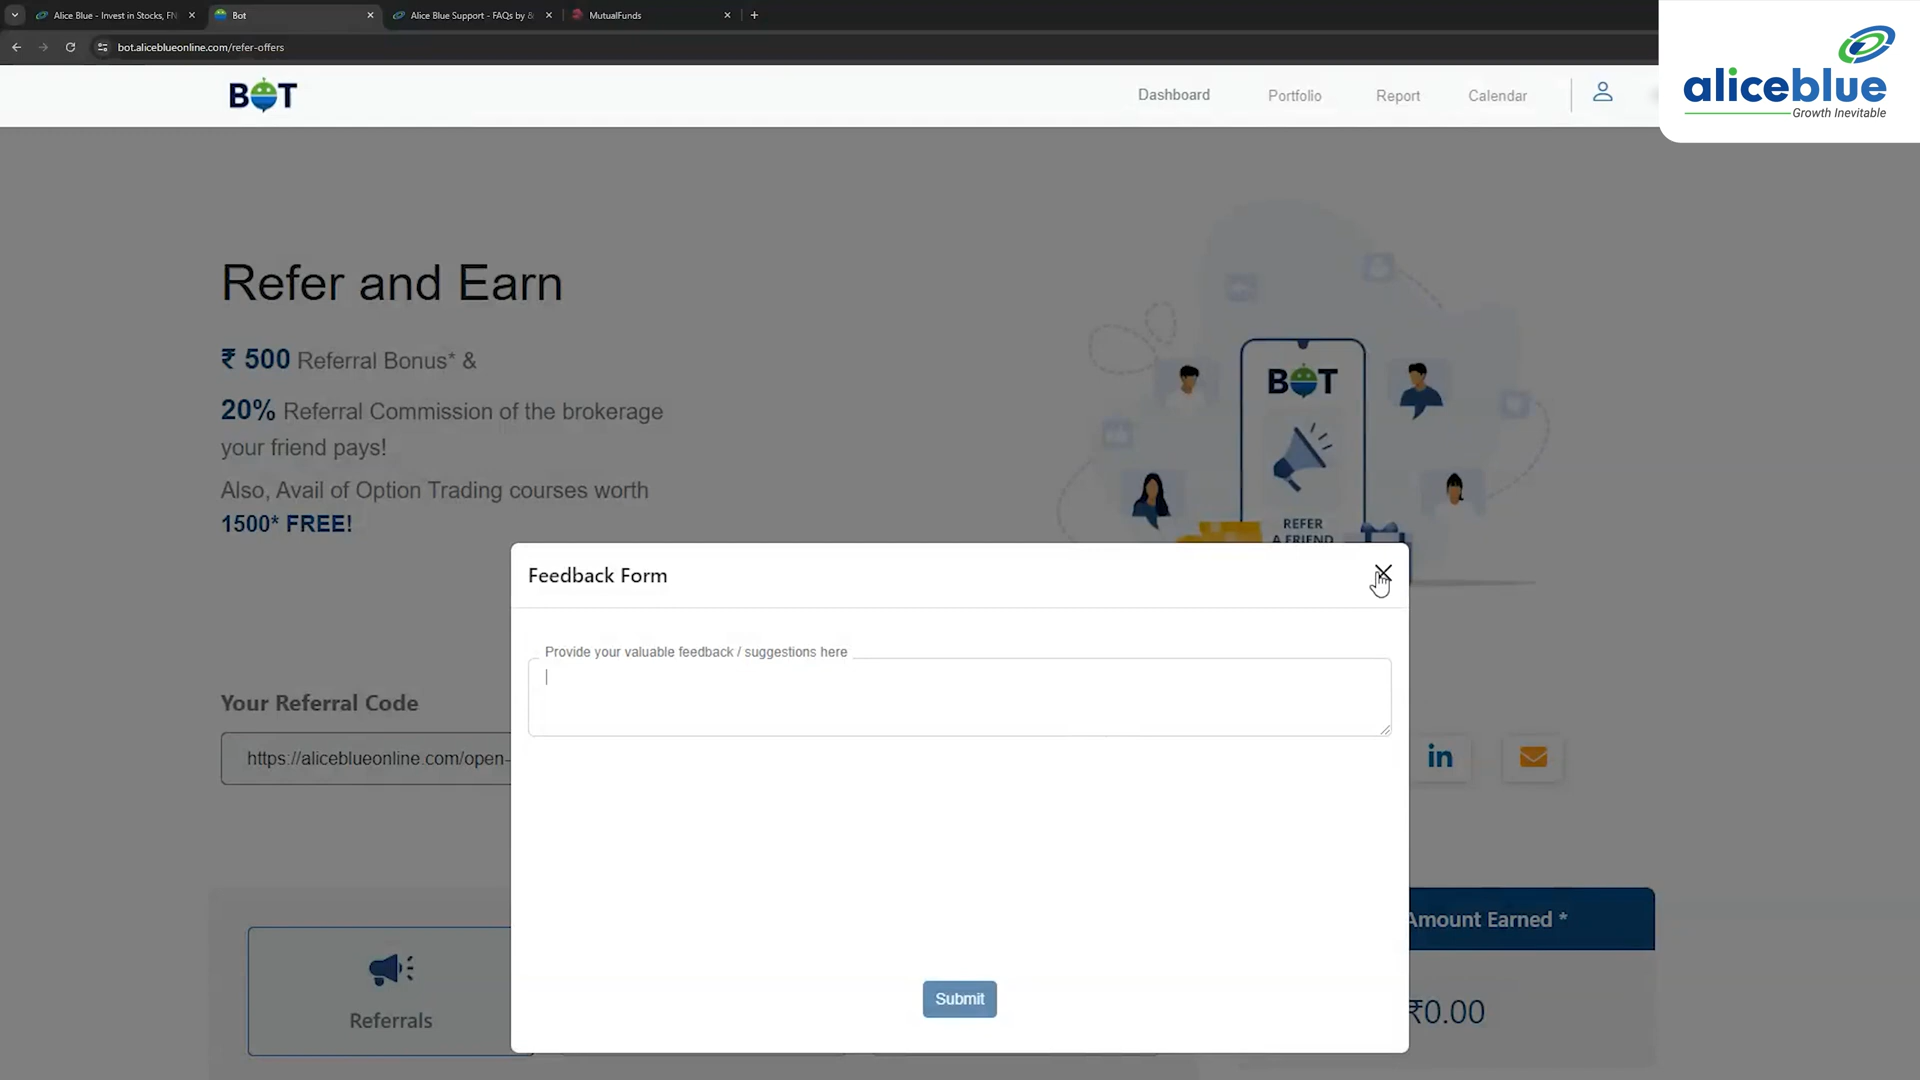 Alice Blue - Invest in Stocks, FN
Bot
Alice Blue Support - FAQs by &
MutualFunds
bot.aliceblueonline.com/refer-offers
BOT
Dashboard
Portfolio
Report
Calendar
aliceblue
Growth Inevitable
Refer and Earn
₹ 500 Referral Bonus* &
20% Referral Commission of the brokerage
your friend pays!
Also, Avail of Option Trading courses worth
1500* FREE!
BOT
REFER
A FRIEND
Feedback Form
Provide your valuable feedback / suggestions here
Your Referral Code
https://aliceblueonline.com/open-
in
Amount Earned *
Referrals
Submit
₹0.00